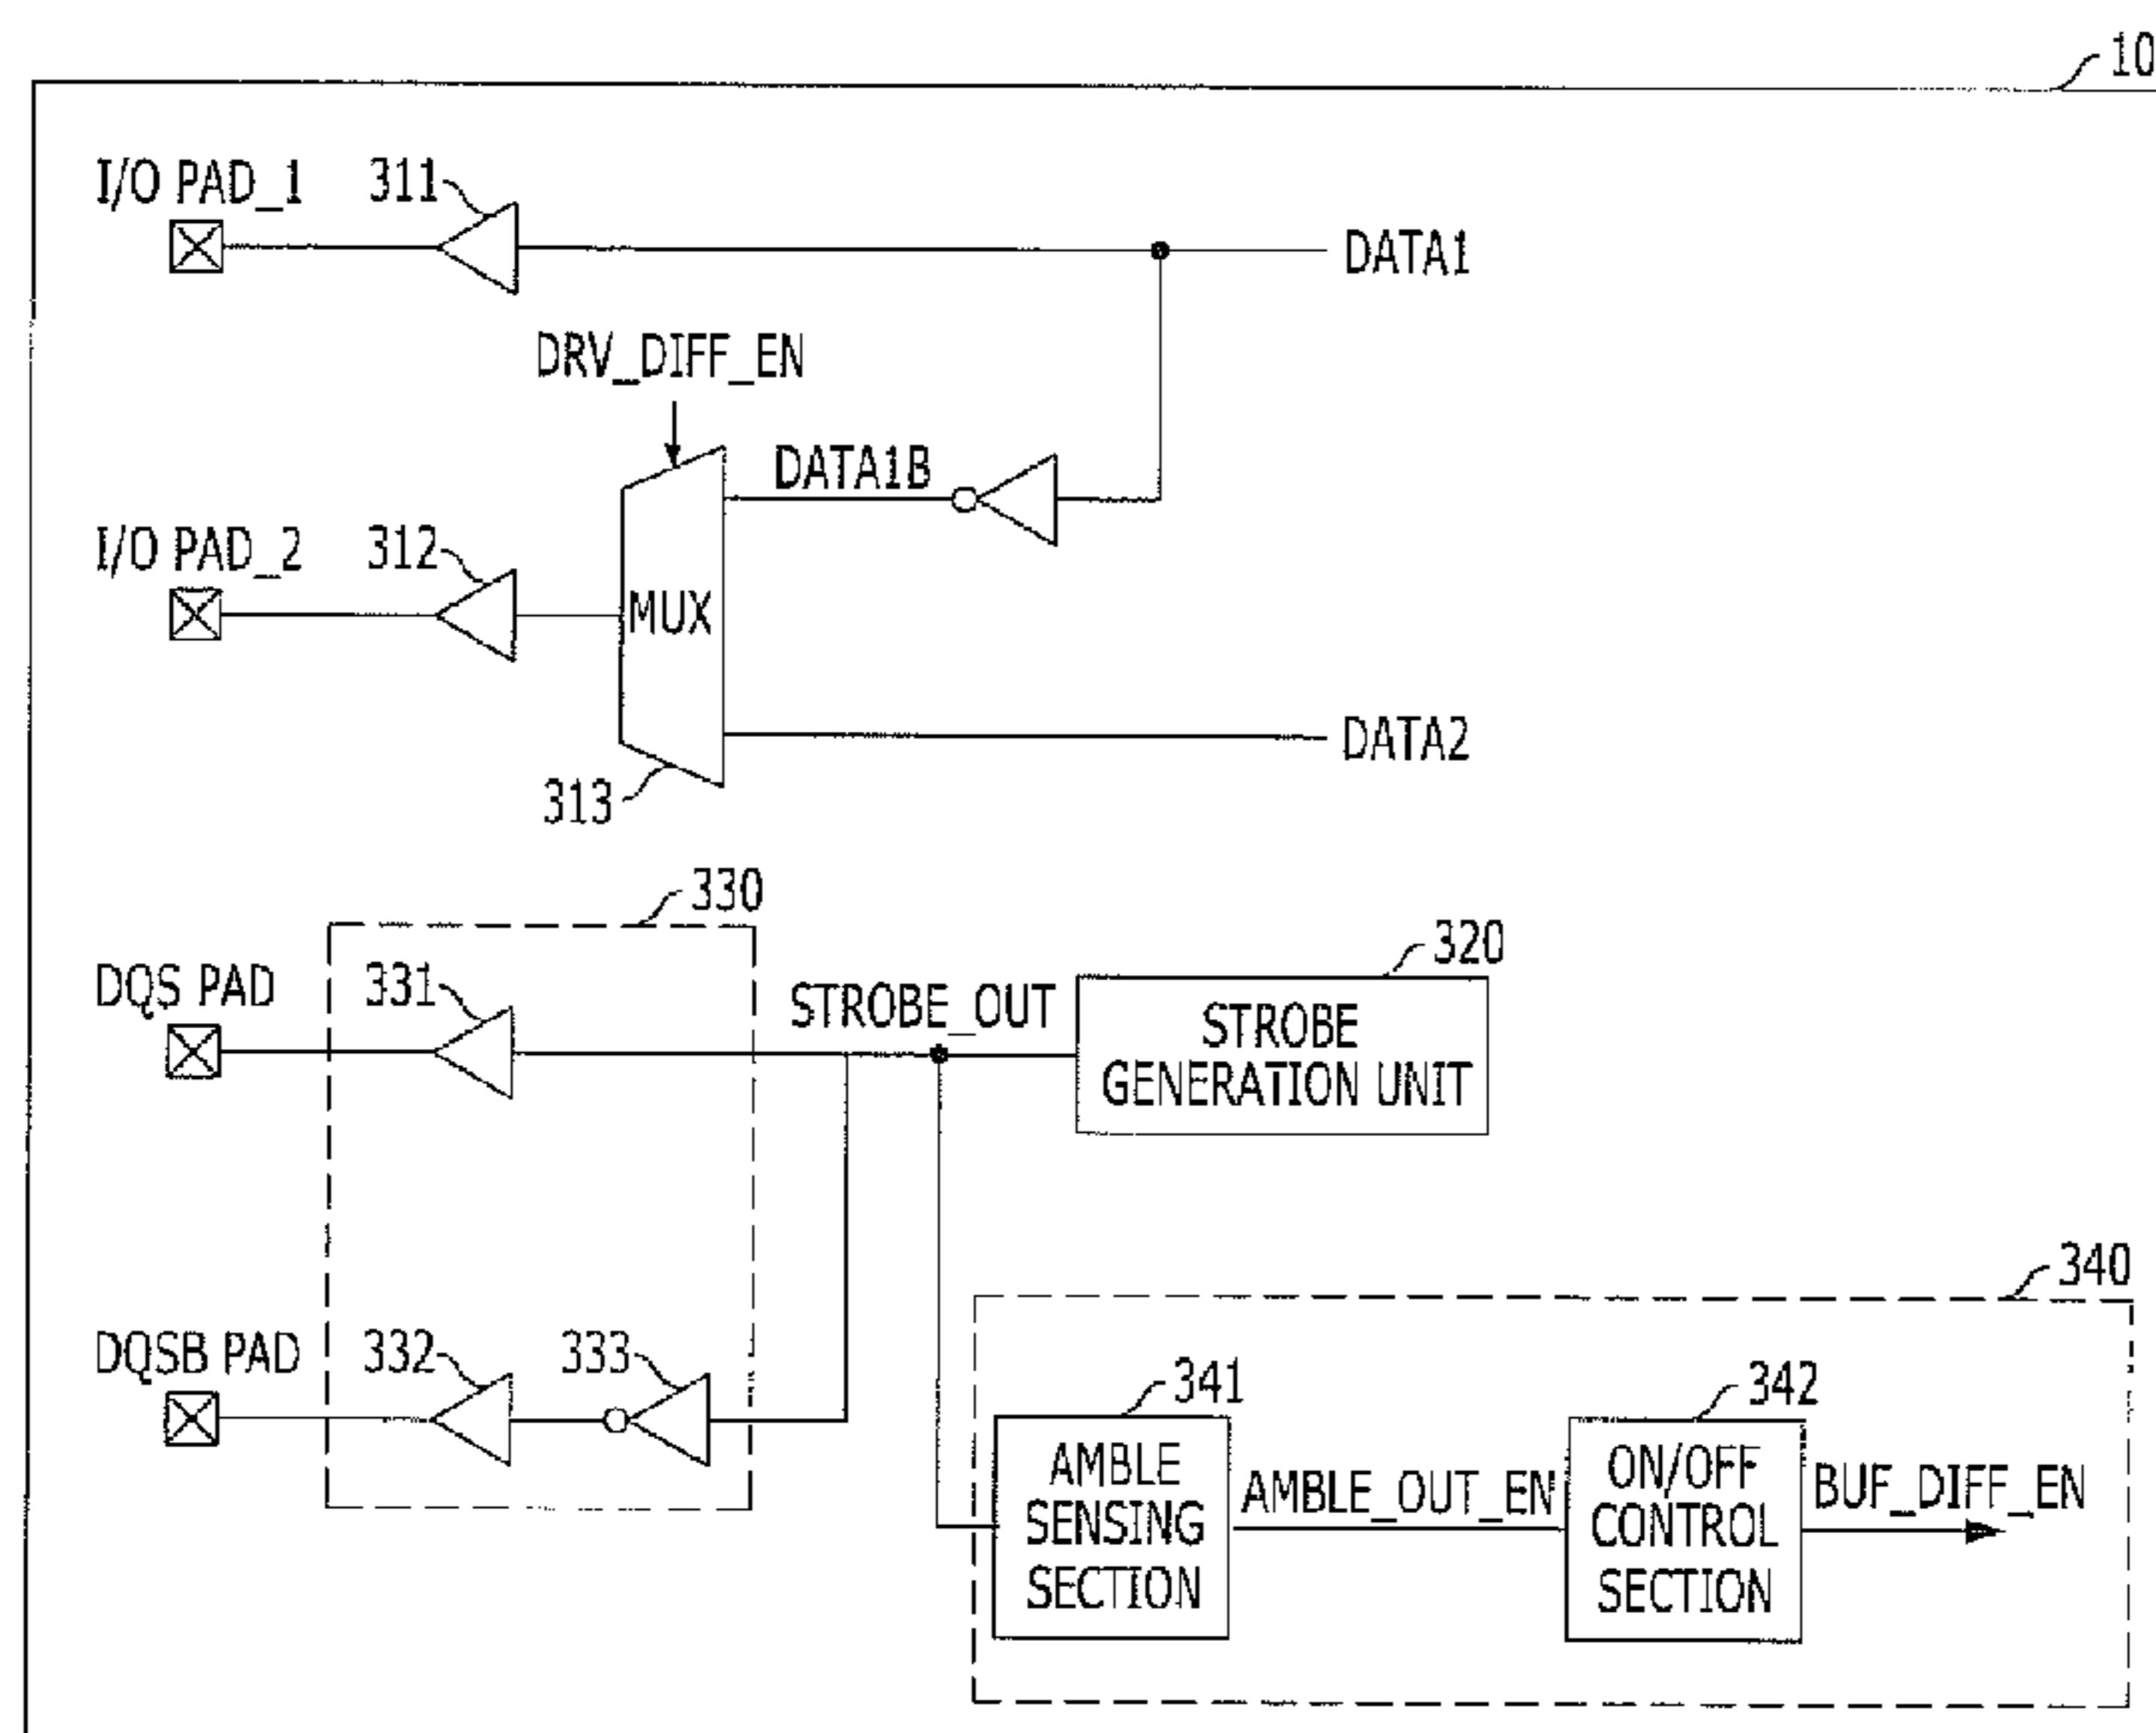 10
I/O PAD_1
311
DATA1
DRV_DIFF_EN
DATA1B
I/O PAD_2
312
MUX
DATA2
313
330
320
DQS PAD
331
STROBE_OUT
STROBE
GENERATION UNIT
340
DQSB PAD
332
333
341
342
AMBLE
SENSING
SECTION
AMBLE_OUT_EN
ON/OFF
CONTROL
SECTION
BUF_DIFF_EN